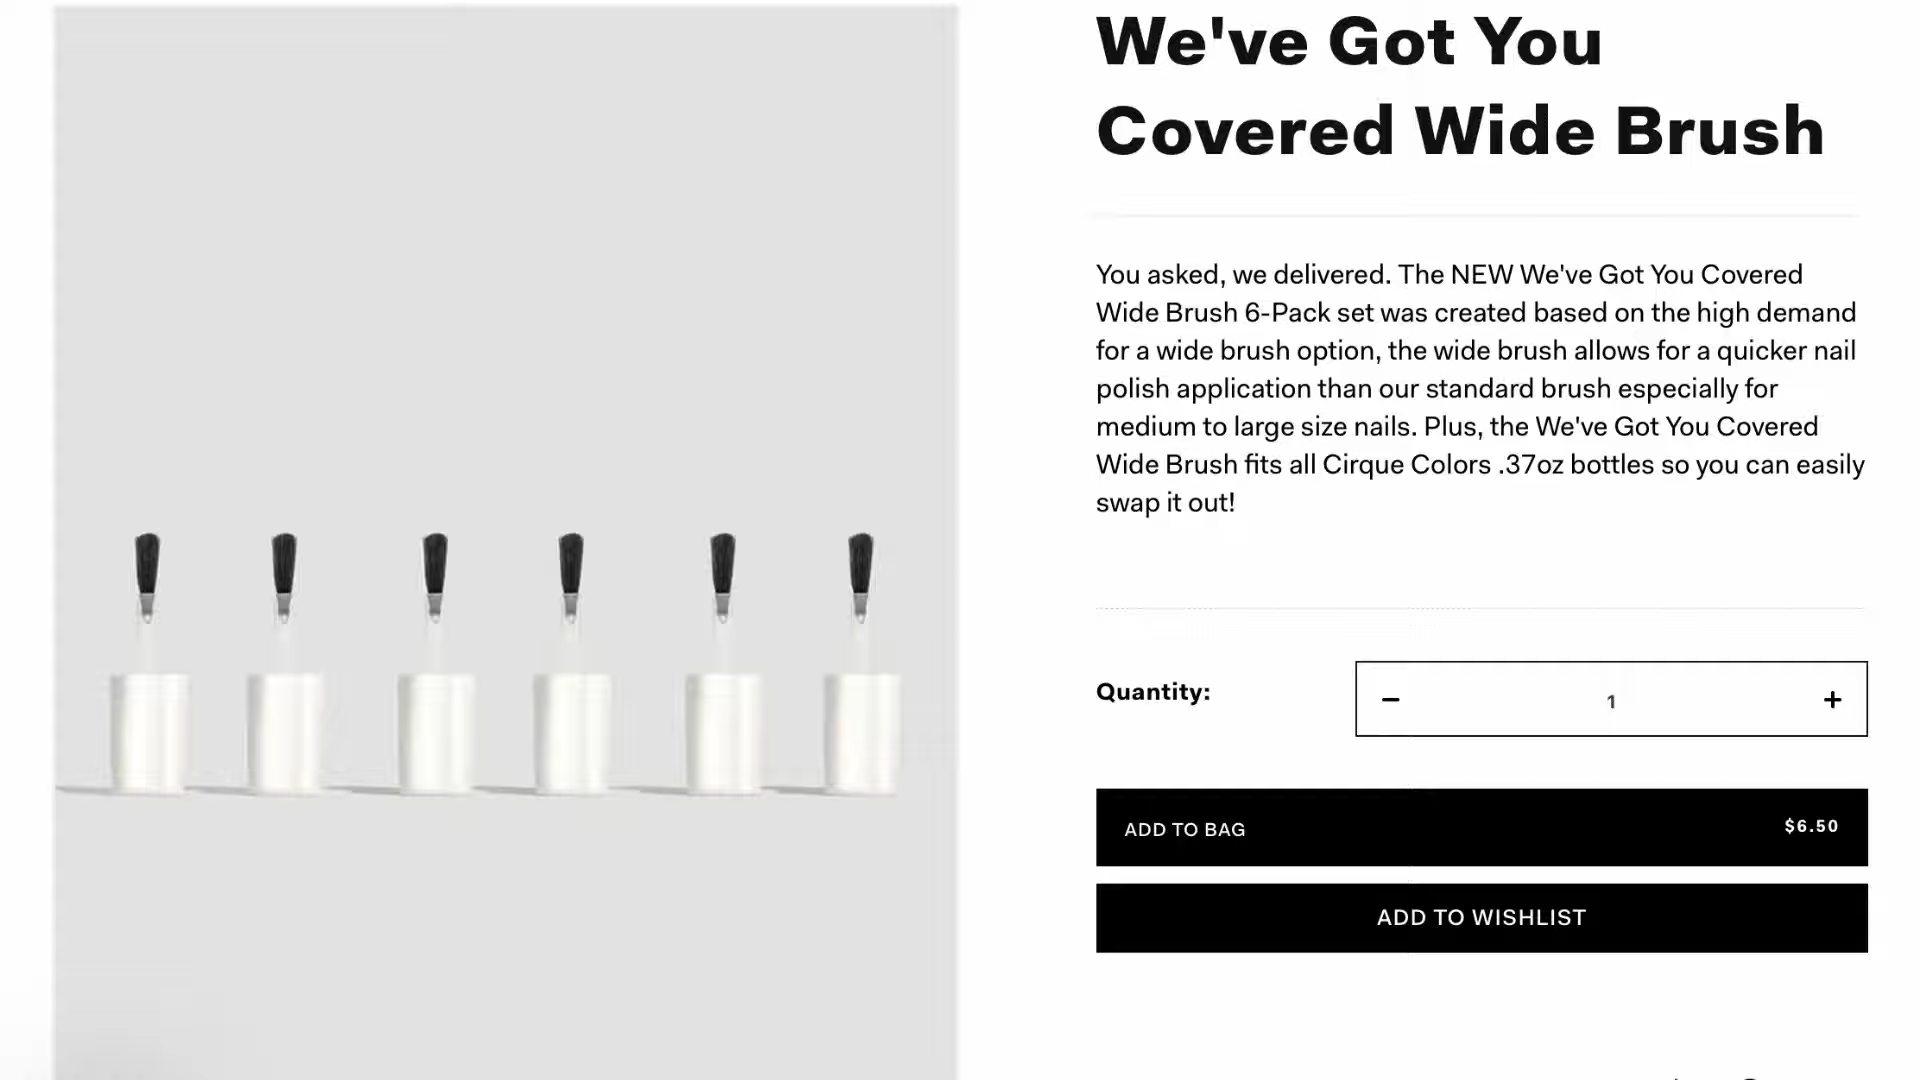 We've Got You
Covered Wide Brush
You asked, we delivered. The NEW We've Got You Covered
Wide Brush 6-Pack set was created based on the high demand
for a wide brush option, the wide brush allows for a quicker nail
polish application than our standard brush especially for
medium to large size nails. Plus, the We've Got You Covered
Wide Brush fits all Cirque Colors .37oz bottles so you can easily
swap it out!
Quantity:
− 1 +
ADD TO BAG $6.50
ADD TO WISHLIST